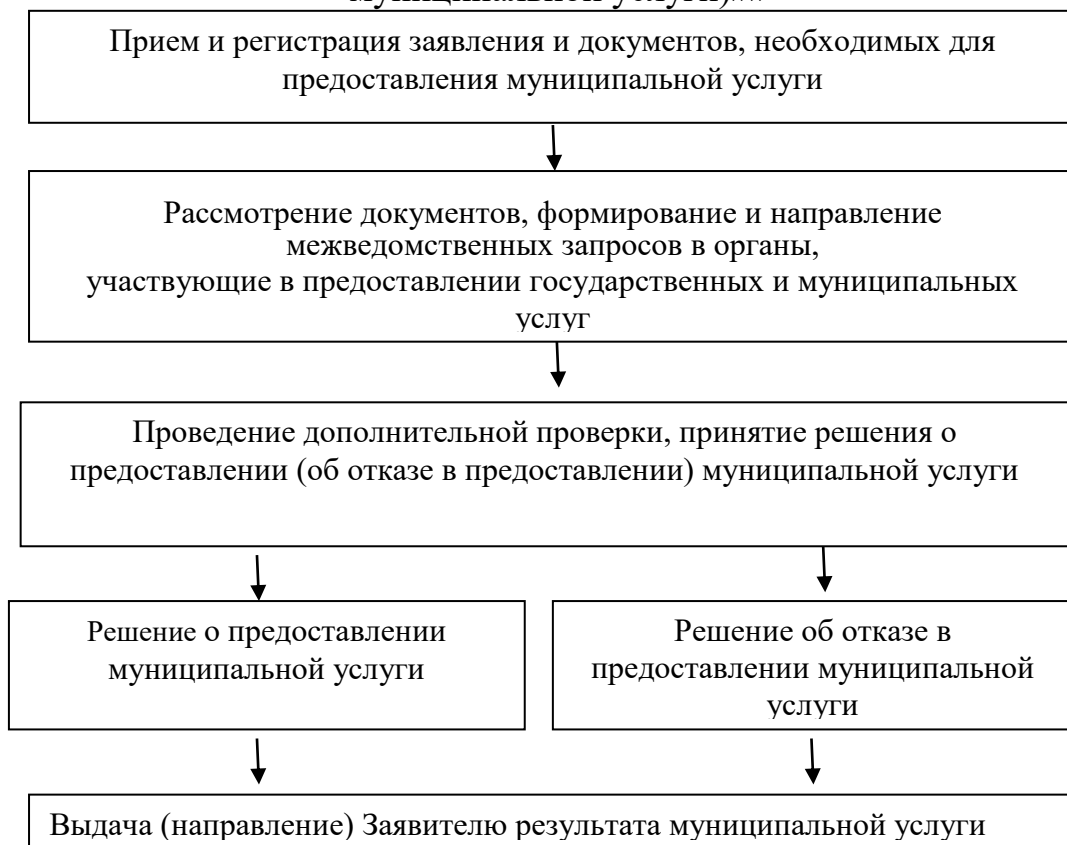 муниципальной услуги)
Прием и регистрация заявления и документов, необходимых для
предоставления муниципальной услуги
Рассмотрение документов, формирование и направление
межведомственных запросов в органы,
участвующие в предоставлении государственных и муниципальных
услуг
Проведение дополнительной проверки, принятие решения о
предоставлении (об отказе в предоставлении) муниципальной услуги
Решение о предоставлении
муниципальной услуги
Решение об отказе в
предоставлении муниципальной
услуги
Выдача (направление) Заявителю результата муниципальной услуги